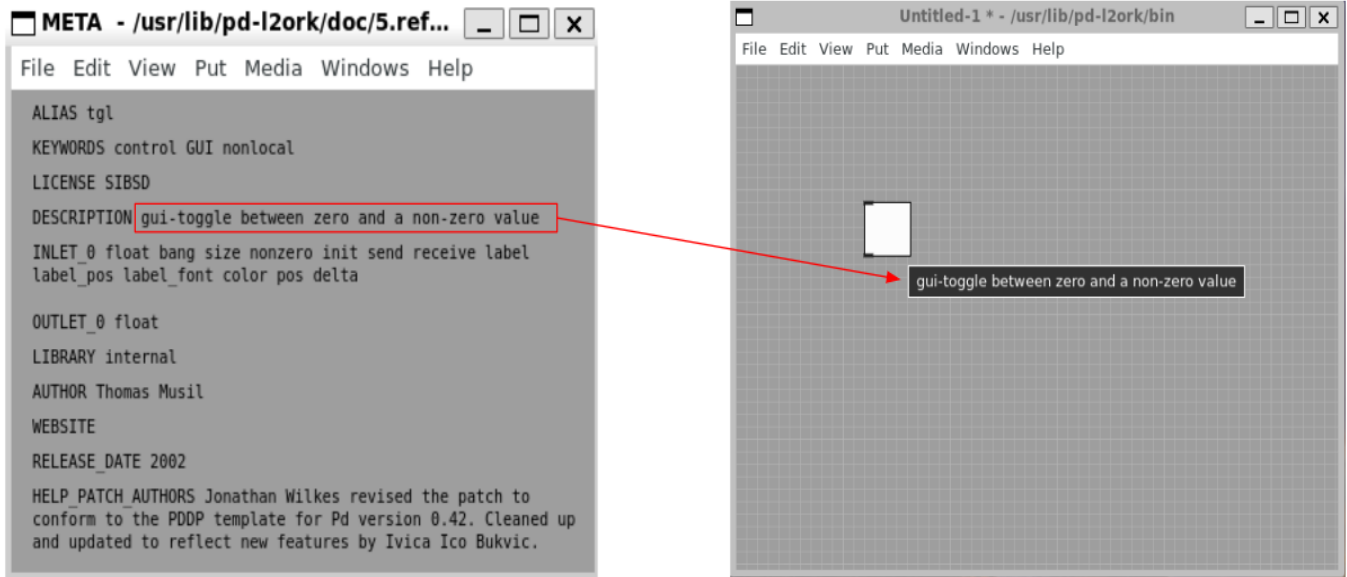 META - /usr/lib/pd-l2ork/doc/5.ref...
File Edit View Put Media Windows Help
ALIAS tgl
KEYWORDS control GUI nonlocal
LICENSE SIBSD
DESCRIPTION gui-toggle between zero and a non-zero value
INLET_0 float bang size nonzero init send receive label
label_pos label_font color pos delta
OUTLET_0 float
LIBRARY internal
AUTHOR Thomas Musil
WEBSITE
RELEASE_DATE 2002
HELP_PATCH_AUTHORS Jonathan Wilkes revised the patch to
conform to the PDDP template for Pd version 0.42. Cleaned up
and updated to reflect new features by Ivica Ico Bukvic.
Untitled-1 * - /usr/lib/pd-l2ork/bin
File Edit View Put Media Windows Help
gui-toggle between zero and a non-zero value